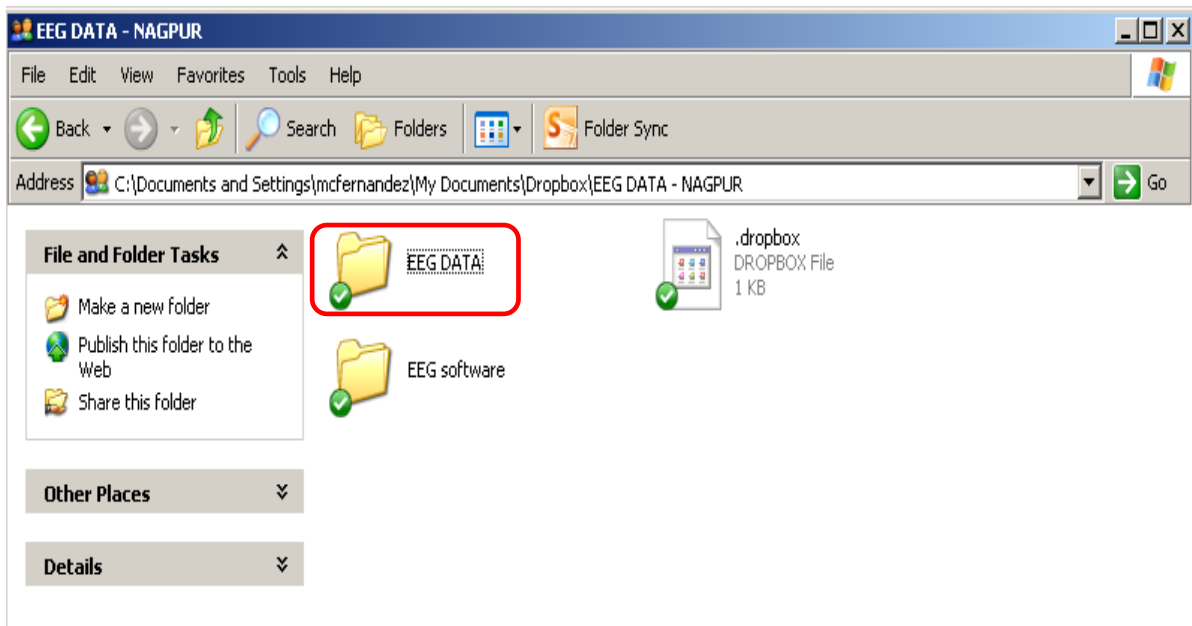 EEG DATA - NAGPUR
File Edit View Favorites Tools Help
Back Search Folders Folder Sync
Address C:\Documents and Settings\mcfernandez\My Documents\Dropbox\EEG DATA - NAGPUR Go
File and Folder Tasks
Make a new folder
Publish this folder to the
Web
Share this folder
Other Places
Details
EEG DATA
.dropbox
DROPBOX File
1 KB
EEG software